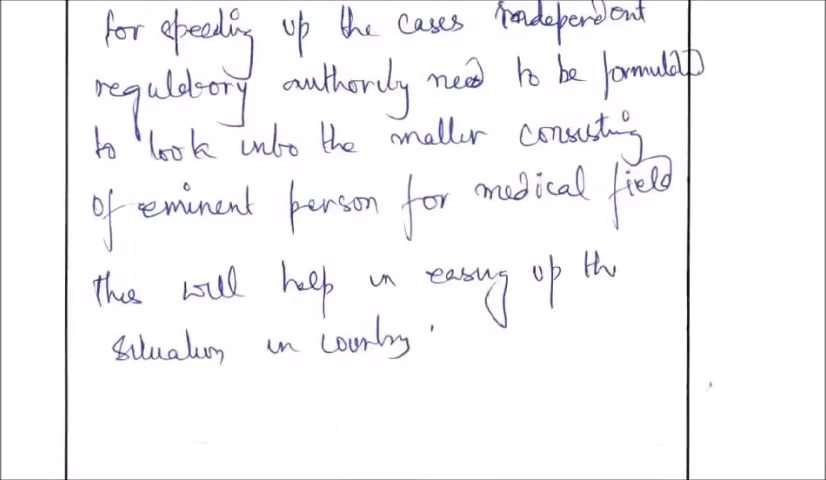 for speeding up the cases independent
regulatory authority need to be formulated
to look into the matter consisting
of eminent person for medical field
this will help in easing up the
situation in country.